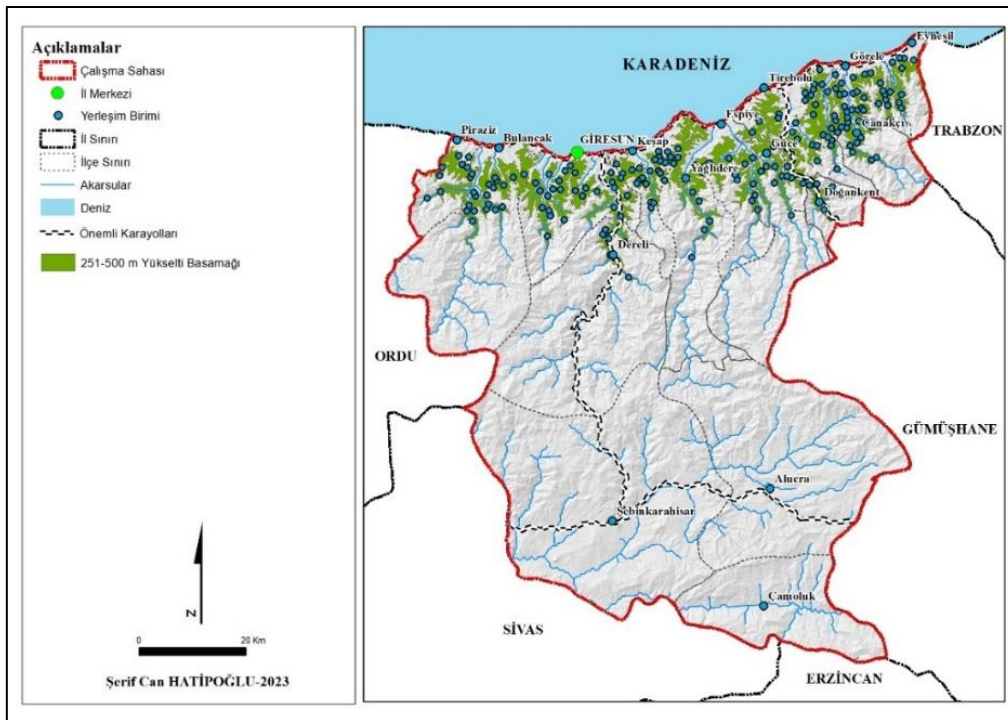 Açıklamalar
Çalışma Sahası
İl Merkezi
Yerleşim Birimi
İl Sınırı
İlçe Sınırı
Akarsular
Deniz
Önemli Karayolları
251-500 m Yükselti Basamağı
N
0 20 Km
Şerif Can HATİPOĞLU-2023
KARADENİZ
Eynesil
Görele
Tirebolu
Espiye
Çanakçı
TRABZON
Piraziz
Bulancak
GİRESUN
Keşap
Güce
Yağlıdere
Doğankent
Dereli
ORDU
GÜMÜŞHANE
Alucra
Şebinkarahisar
Çamoluk
SİVAS
ERZİNCAN